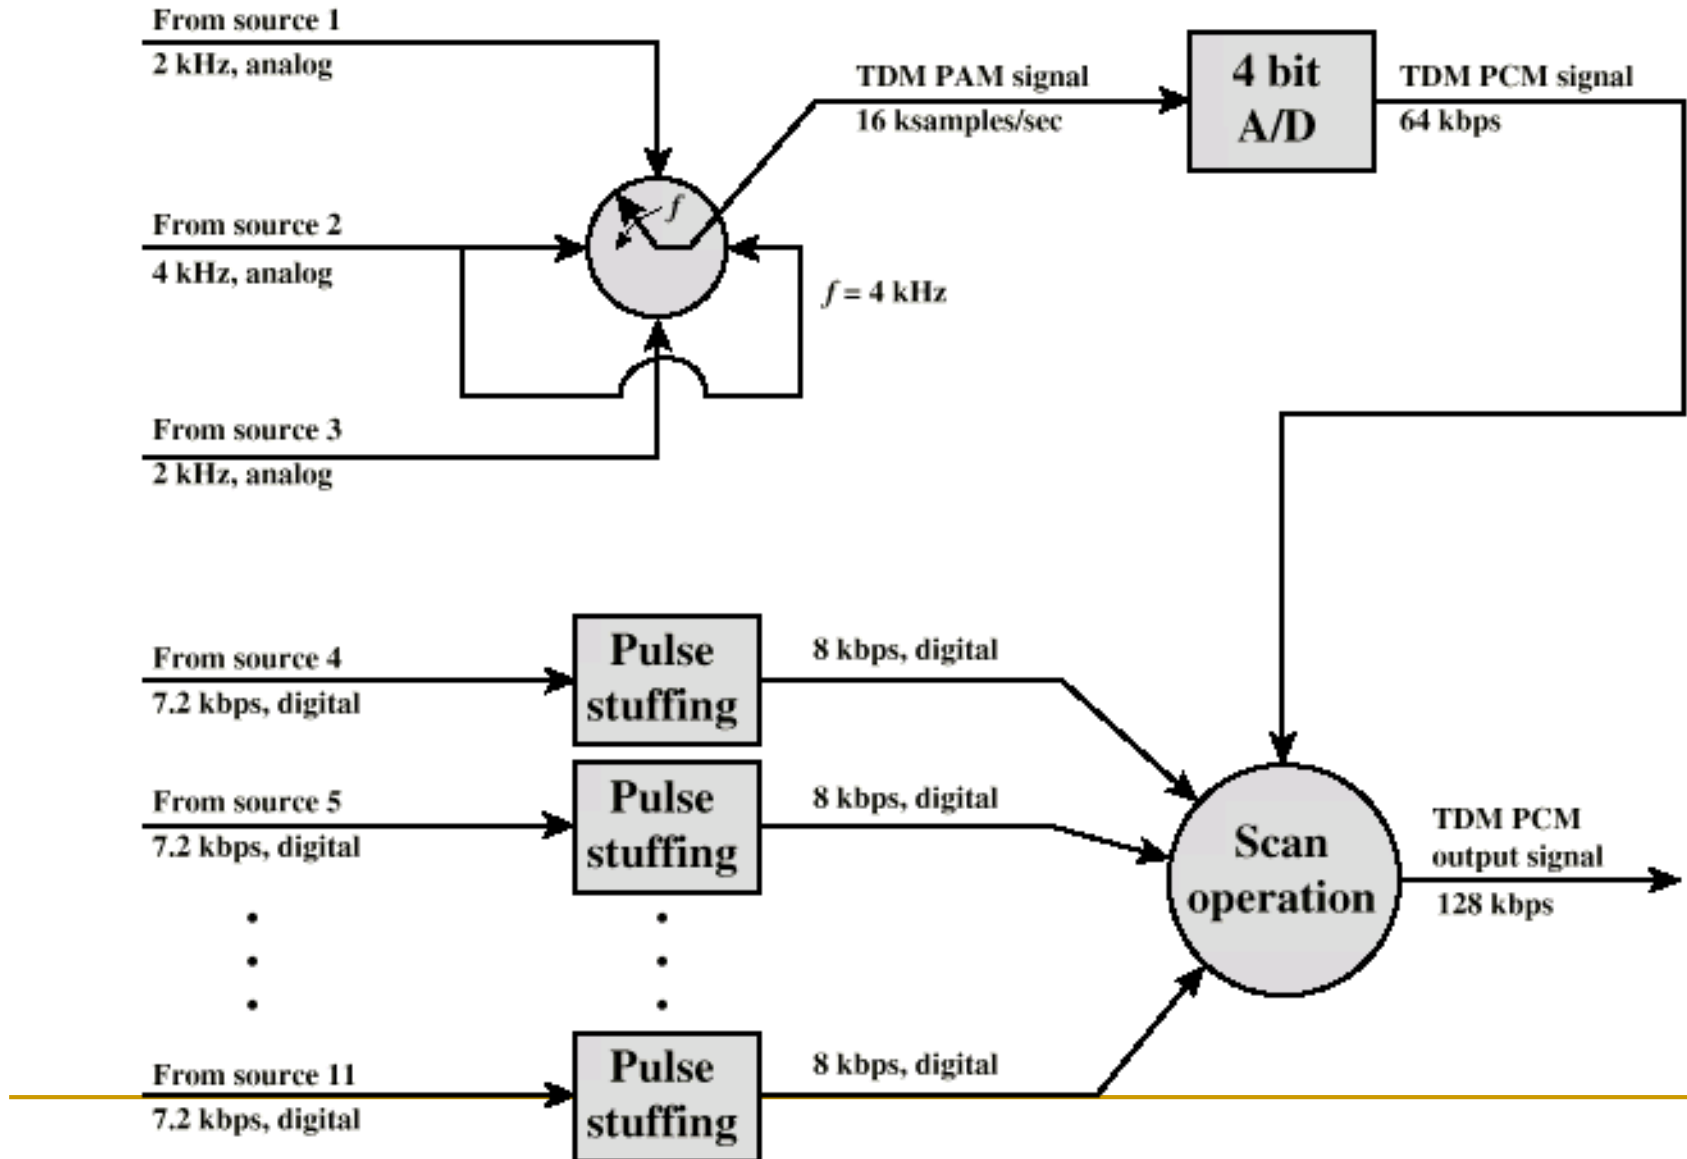 From source 1
2 kHz, analog
TDM PAM signal
16 ksamples/sec
4 bit
A/D
TDM PCM signal
64 kbps
From source 2
4 kHz, analog
f
f = 4 kHz
From source 3
2 kHz, analog
From source 4
7.2 kbps, digital
Pulse
stuffing
8 kbps, digital
From source 5
7.2 kbps, digital
Pulse
stuffing
8 kbps, digital
Scan
operation
TDM PCM
output signal
128 kbps
From source 11
7.2 kbps, digital
Pulse
stuffing
8 kbps, digital